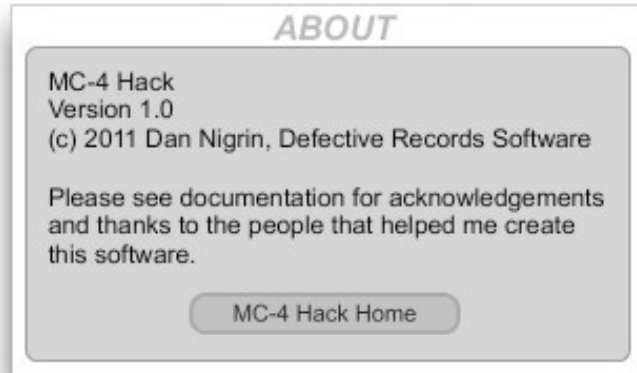 ABOUT
MC-4 Hack
Version 1.0
(c) 2011 Dan Nigrin, Defective Records Software
Please see documentation for acknowledgements
and thanks to the people that helped me create
this software.
MC-4 Hack Home